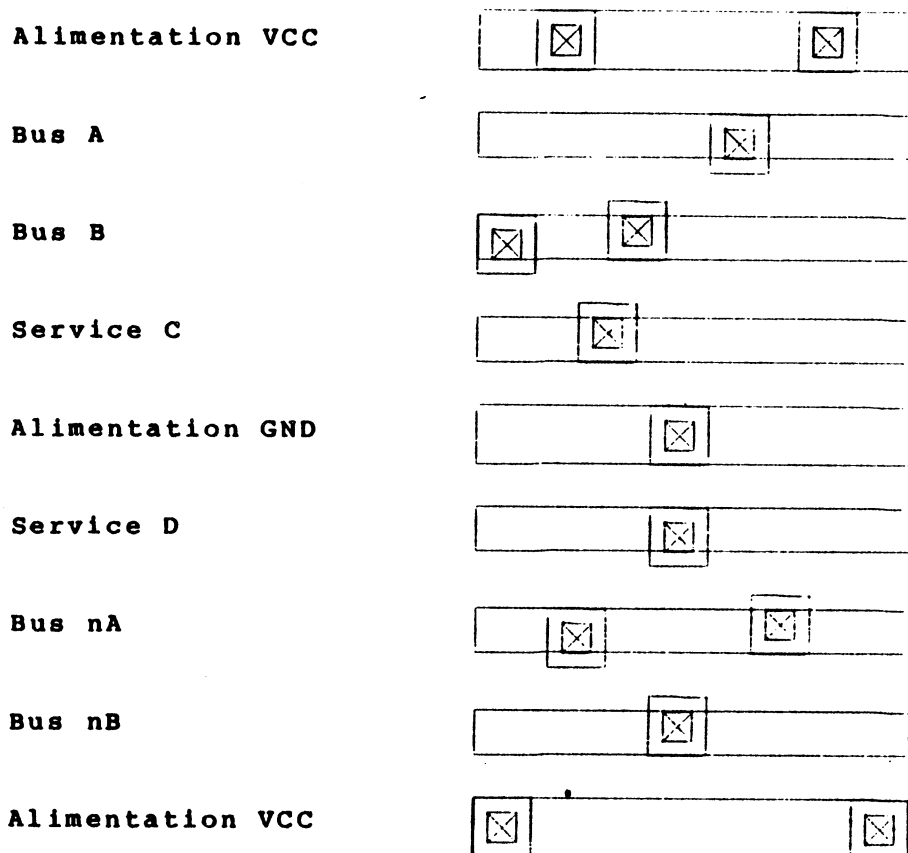 Alimentation VCC
Bus A
Bus B
Service C
Alimentation GND
Service D
Bus nA
Bus nB
Alimentation VCC